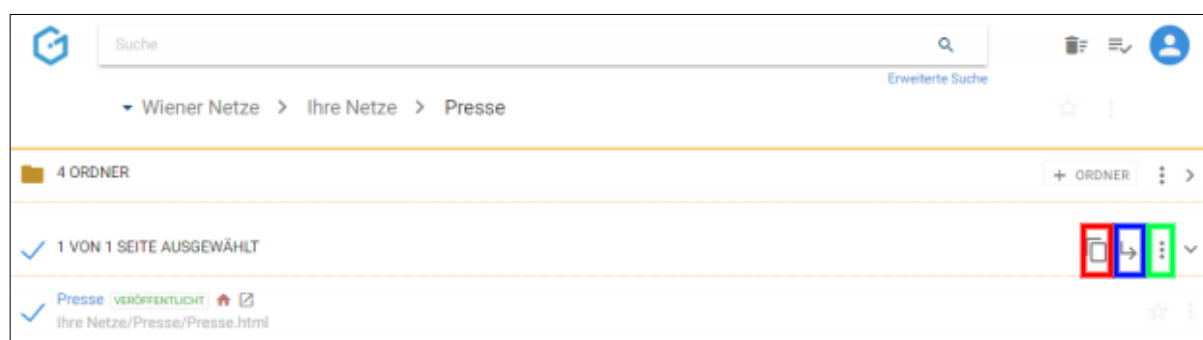 Suche
Erweiterte Suche
Wiener Netze > Ihre Netze > Presse
4 ORDNER
+ ORDNER
1 VON 1 SEITE AUSGEWÄHLT
Presse VERÖFFENTLICHT
Ihre Netze/Presse/Presse.html